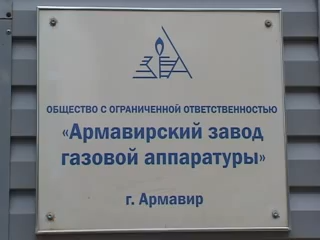 ОБЩЕСТВО С ОГРАНИЧЕННОЙ ОТВЕТСТВЕННОСТЬЮ
«Армавирский завод
газовой аппаратуры»
г. Армавир